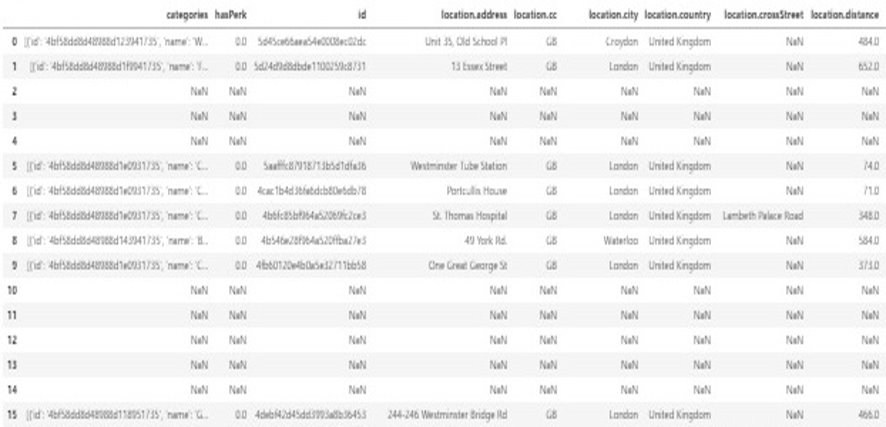 categories hasPerk id location.address location.cc location.city location.country location.crossStreet location.distance
0 [{'id': '4bf58dd8d48988d123941735', 'name': 'W... 0.0 5d45ce66aea54e0008ec02dc Unit 35, Old School Pl GB Croydon United Kingdom NaN 484.0
1 [{'id': '4bf58dd8d48988d1f9941735', 'name': 'F... 0.0 5d24d9d8dbde1100259c8731 13 Essex Street GB London United Kingdom NaN 652.0
2 NaN NaN NaN NaN NaN NaN NaN NaN NaN
3 NaN NaN NaN NaN NaN NaN NaN NaN NaN
4 NaN NaN NaN NaN NaN NaN NaN NaN NaN
5 [{'id': '4bf58dd8d48988d1e0931735', 'name': 'C... 0.0 5aafffc87918713b5d1dfa36 Westminster Tube Station GB London United Kingdom NaN 74.0
6 [{'id': '4bf58dd8d48988d1e0931735', 'name': 'C... 0.0 4cac1b4d36fa6dcb80e6db78 Portcullis House GB London United Kingdom NaN 71.0
7 [{'id': '4bf58dd8d48988d1e0931735', 'name': 'C... 0.0 4b6fc85bf964a52069fc2ce3 St. Thomas Hospital GB London United Kingdom Lambeth Palace Road 348.0
8 [{'id': '4bf58dd8d48988d143941735', 'name': 'B... 0.0 4b546e28f964a520ffba27e3 49 York Rd. GB Waterloo United Kingdom NaN 584.0
9 [{'id': '4bf58dd8d48988d1e0931735', 'name': 'C... 0.0 4fb60120e4b0a5e32711bb58 One Great George St GB London United Kingdom NaN 373.0
10 NaN NaN NaN NaN NaN NaN NaN NaN NaN
11 NaN NaN NaN NaN NaN NaN NaN NaN NaN
12 NaN NaN NaN NaN NaN NaN NaN NaN NaN
13 NaN NaN NaN NaN NaN NaN NaN NaN NaN
14 NaN NaN NaN NaN NaN NaN NaN NaN NaN
15 [{'id': '4bf58dd8d48988d118951735', 'name': 'G... 0.0 4debf42d45dd3993a8b36453 244-246 Westminster Bridge Rd GB London United Kingdom NaN 466.0